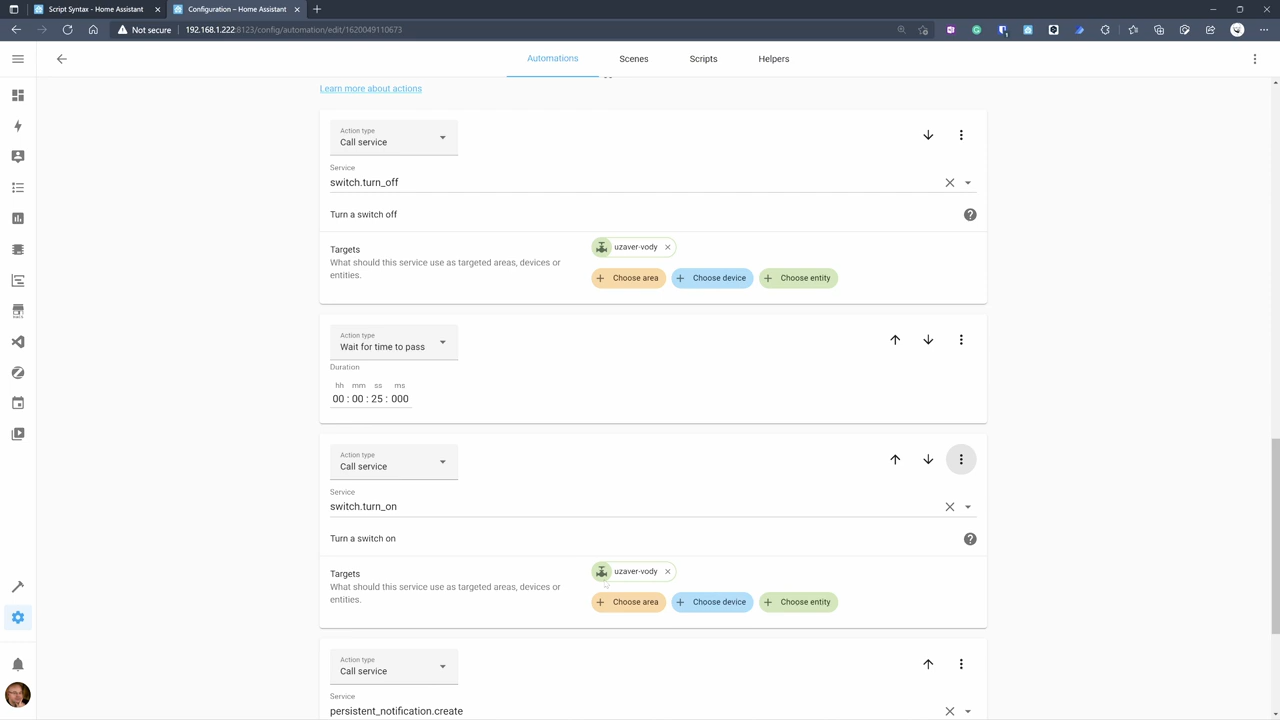 Script Syntax - Home Assistant
Configuration – Home Assistant
Not secure
192.168.1.222:8123/config/automation/edit/1620049110673
Automations
Scenes
Scripts
Helpers
Learn more about actions
Action type
Call service
Service
switch.turn_off
Turn a switch off
Targets
What should this service use as targeted areas, devices or
entities.
uzaver-vody
Choose area
Choose device
Choose entity
Action type
Wait for time to pass
Duration
hh mm ss ms
00 : 00 : 25 : 000
Action type
Call service
Service
switch.turn_on
Turn a switch on
Targets
What should this service use as targeted areas, devices or
entities.
uzaver-vody
Choose area
Choose device
Choose entity
Action type
Call service
Service
persistent_notification.create